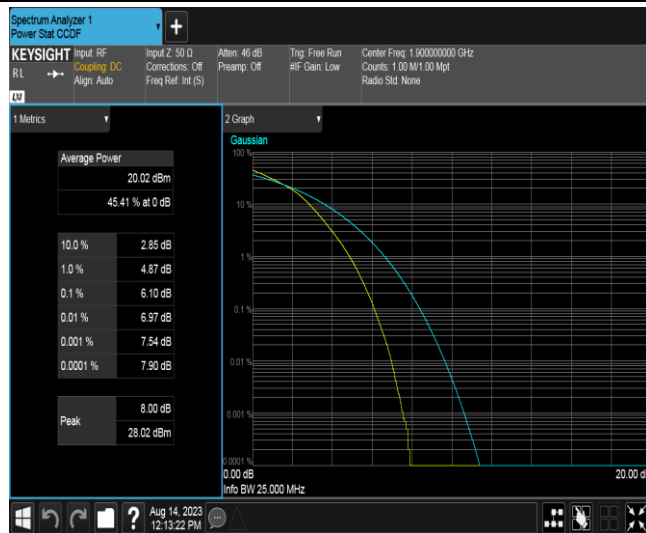 Spectrum Analyzer 1
Power Stat CCDF
+
KEYSIGHT
RL
LXI
Input: RF
Coupling: DC
Align: Auto
Input Z: 50 Ω
Corrections: Off
Freq Ref: Int (S)
Atten: 46 dB
Preamp: Off
Trig: Free Run
#IF Gain: Low
Center Freq: 1.900000000 GHz
Counts: 1.00 M/1.00 Mpt
Radio Std: None
1 Metrics
Average Power
20.02 dBm
45.41 % at 0 dB
10.0 % 2.85 dB
1.0 % 4.87 dB
0.1 % 6.10 dB
0.01 % 6.97 dB
0.001 % 7.54 dB
0.0001 % 7.90 dB
Peak
8.00 dB
28.02 dBm
2 Graph
Gaussian
100 %
10 %
1 %
0.1 %
0.01 %
0.001 %
0.0001 %
0.00 dB
20.00 d
Info BW 25.000 MHz
?
Aug 14, 2023
12:13:22 PM